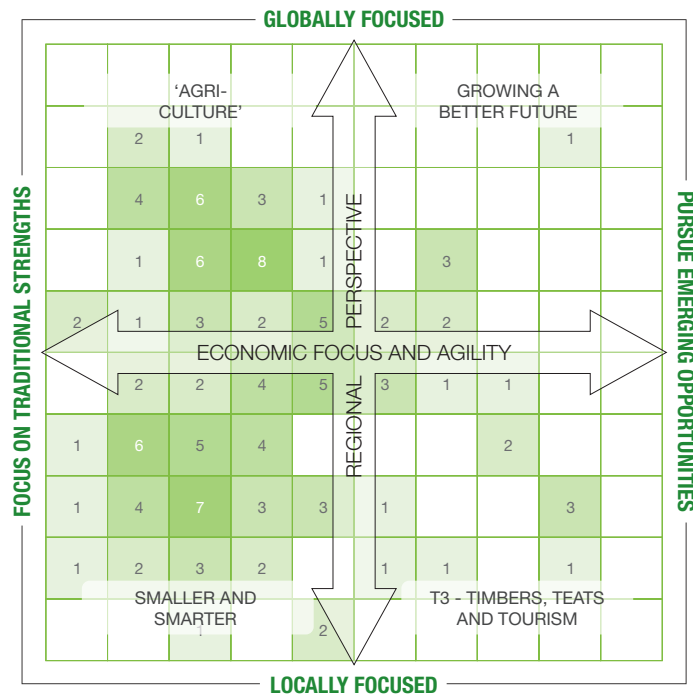 GLOBALLY FOCUSED
‘AGRI-
CULTURE’
GROWING A
BETTER FUTURE
2 1 1
4 6 3 1
1 6 8 1 3
2 1 3 2 5 2 2
FOCUS ON TRADITIONAL STRENGTHS
REGIONAL PERSPECTIVE
ECONOMIC FOCUS AND AGILITY
PURSUE EMERGING OPPORTUNITIES
2 2 4 5 3 1 1
1 6 5 4 2
1 4 7 3 3 1 3
1 2 3 2 1 1 1
SMALLER AND
SMARTER
T3 - TIMBERS, TEATS
AND TOURISM
1 2
LOCALLY FOCUSED